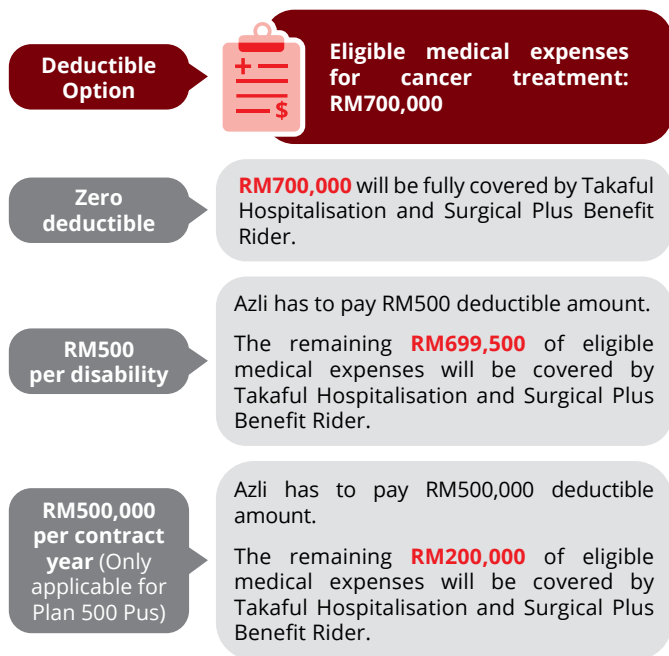 Deductible
Option
Eligible medical expenses
for cancer treatment:
RM700,000
Zero
deductible
RM700,000 will be fully covered by Takaful
Hospitalisation and Surgical Plus Benefit
Rider.
RM500
per disability
Azli has to pay RM500 deductible amount.
The remaining RM699,500 of eligible
medical expenses will be covered by
Takaful Hospitalisation and Surgical Plus
Benefit Rider.
RM500,000
per contract
year (Only
applicable for
Plan 500 Pus)
Azli has to pay RM500,000 deductible
amount.
The remaining RM200,000 of eligible
medical expenses will be covered by
Takaful Hospitalisation and Surgical Plus
Benefit Rider.